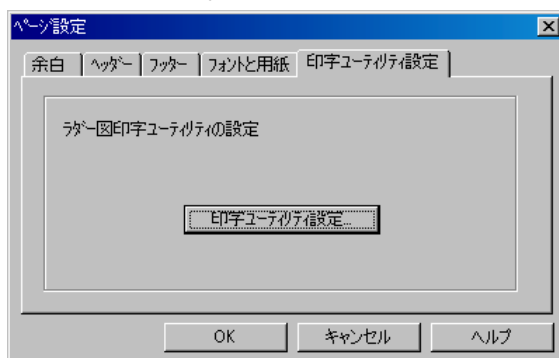 ﾍﾟｰｼﾞ設定
余白 ﾍｯﾀﾞｰ ﾌｯﾀｰ ﾌｫﾝﾄと用紙 印字ﾕｰﾃｨﾘﾃｨ設定
ﾗﾀﾞｰ図印字ﾕｰﾃｨﾘﾃｨの設定
印字ﾕｰﾃｨﾘﾃｨ設定...
OK キャンセル ヘルプ